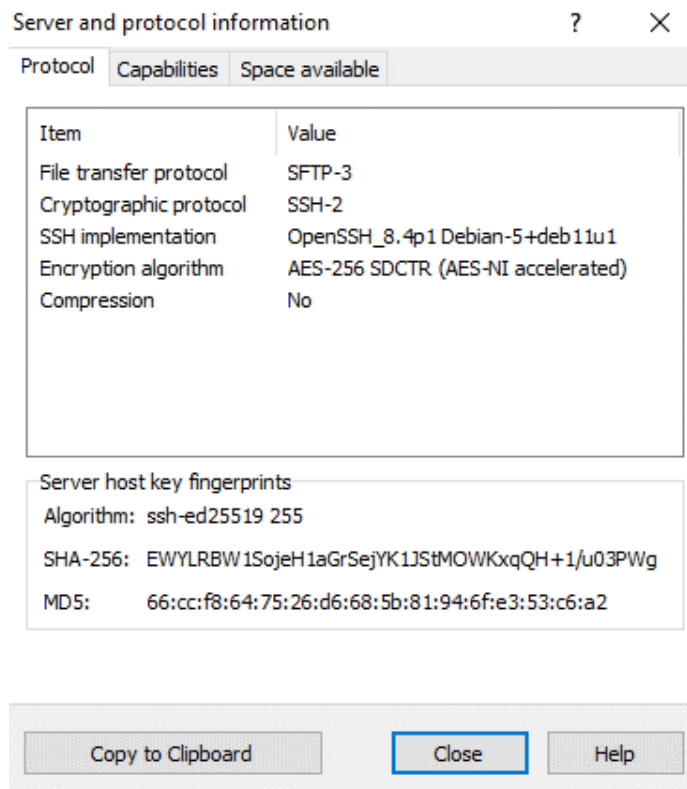 Server and protocol information
Protocol Capabilities Space available
Item Value
File transfer protocol SFTP-3
Cryptographic protocol SSH-2
SSH implementation OpenSSH_8.4p1 Debian-5+deb11u1
Encryption algorithm AES-256 SDCTR (AES-NI accelerated)
Compression No
Server host key fingerprints
Algorithm: ssh-ed25519 255
SHA-256: EWYLRBW1SojeH1aGrSejYK1JStMOWKxqQH+1/u03PWg
MD5: 66:cc:f8:64:75:26:d6:68:5b:81:94:6f:e3:53:c6:a2
Copy to Clipboard Close Help